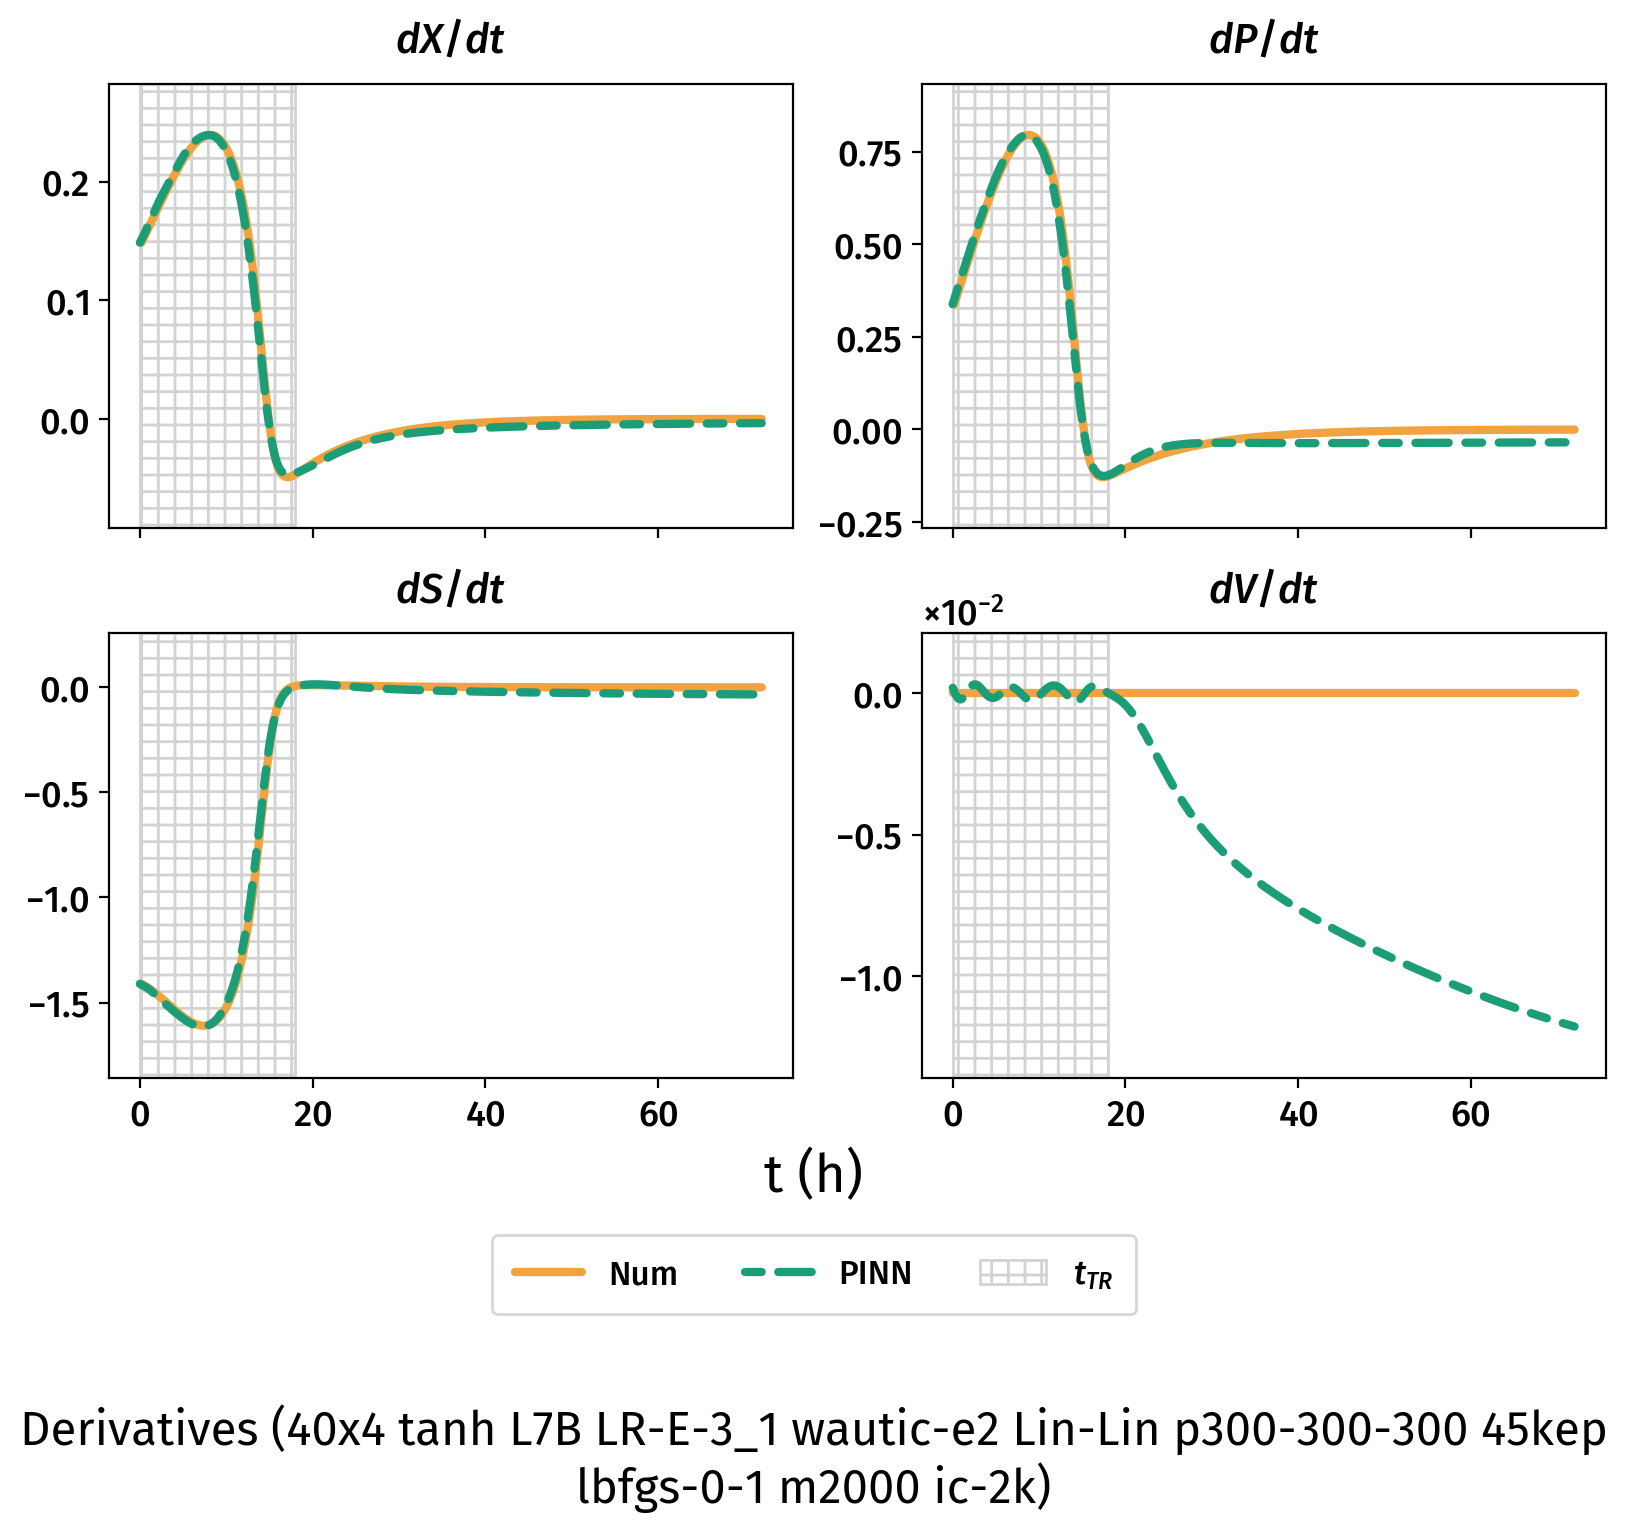 dX/dt
dP/dt
0.2
0.1
0.0
0.75
0.50
0.25
0.00
−0.25
dS/dt
dV/dt
×10⁻²
0.0
−0.5
−1.0
−1.5
0.0
−0.5
−1.0
0 20 40 60
0 20 40 60
t (h)
Num PINN t_TR
Derivatives (40x4 tanh L7B LR-E-3_1 wautic-e2 Lin-Lin p300-300-300 45kep
lbfgs-0-1 m2000 ic-2k)